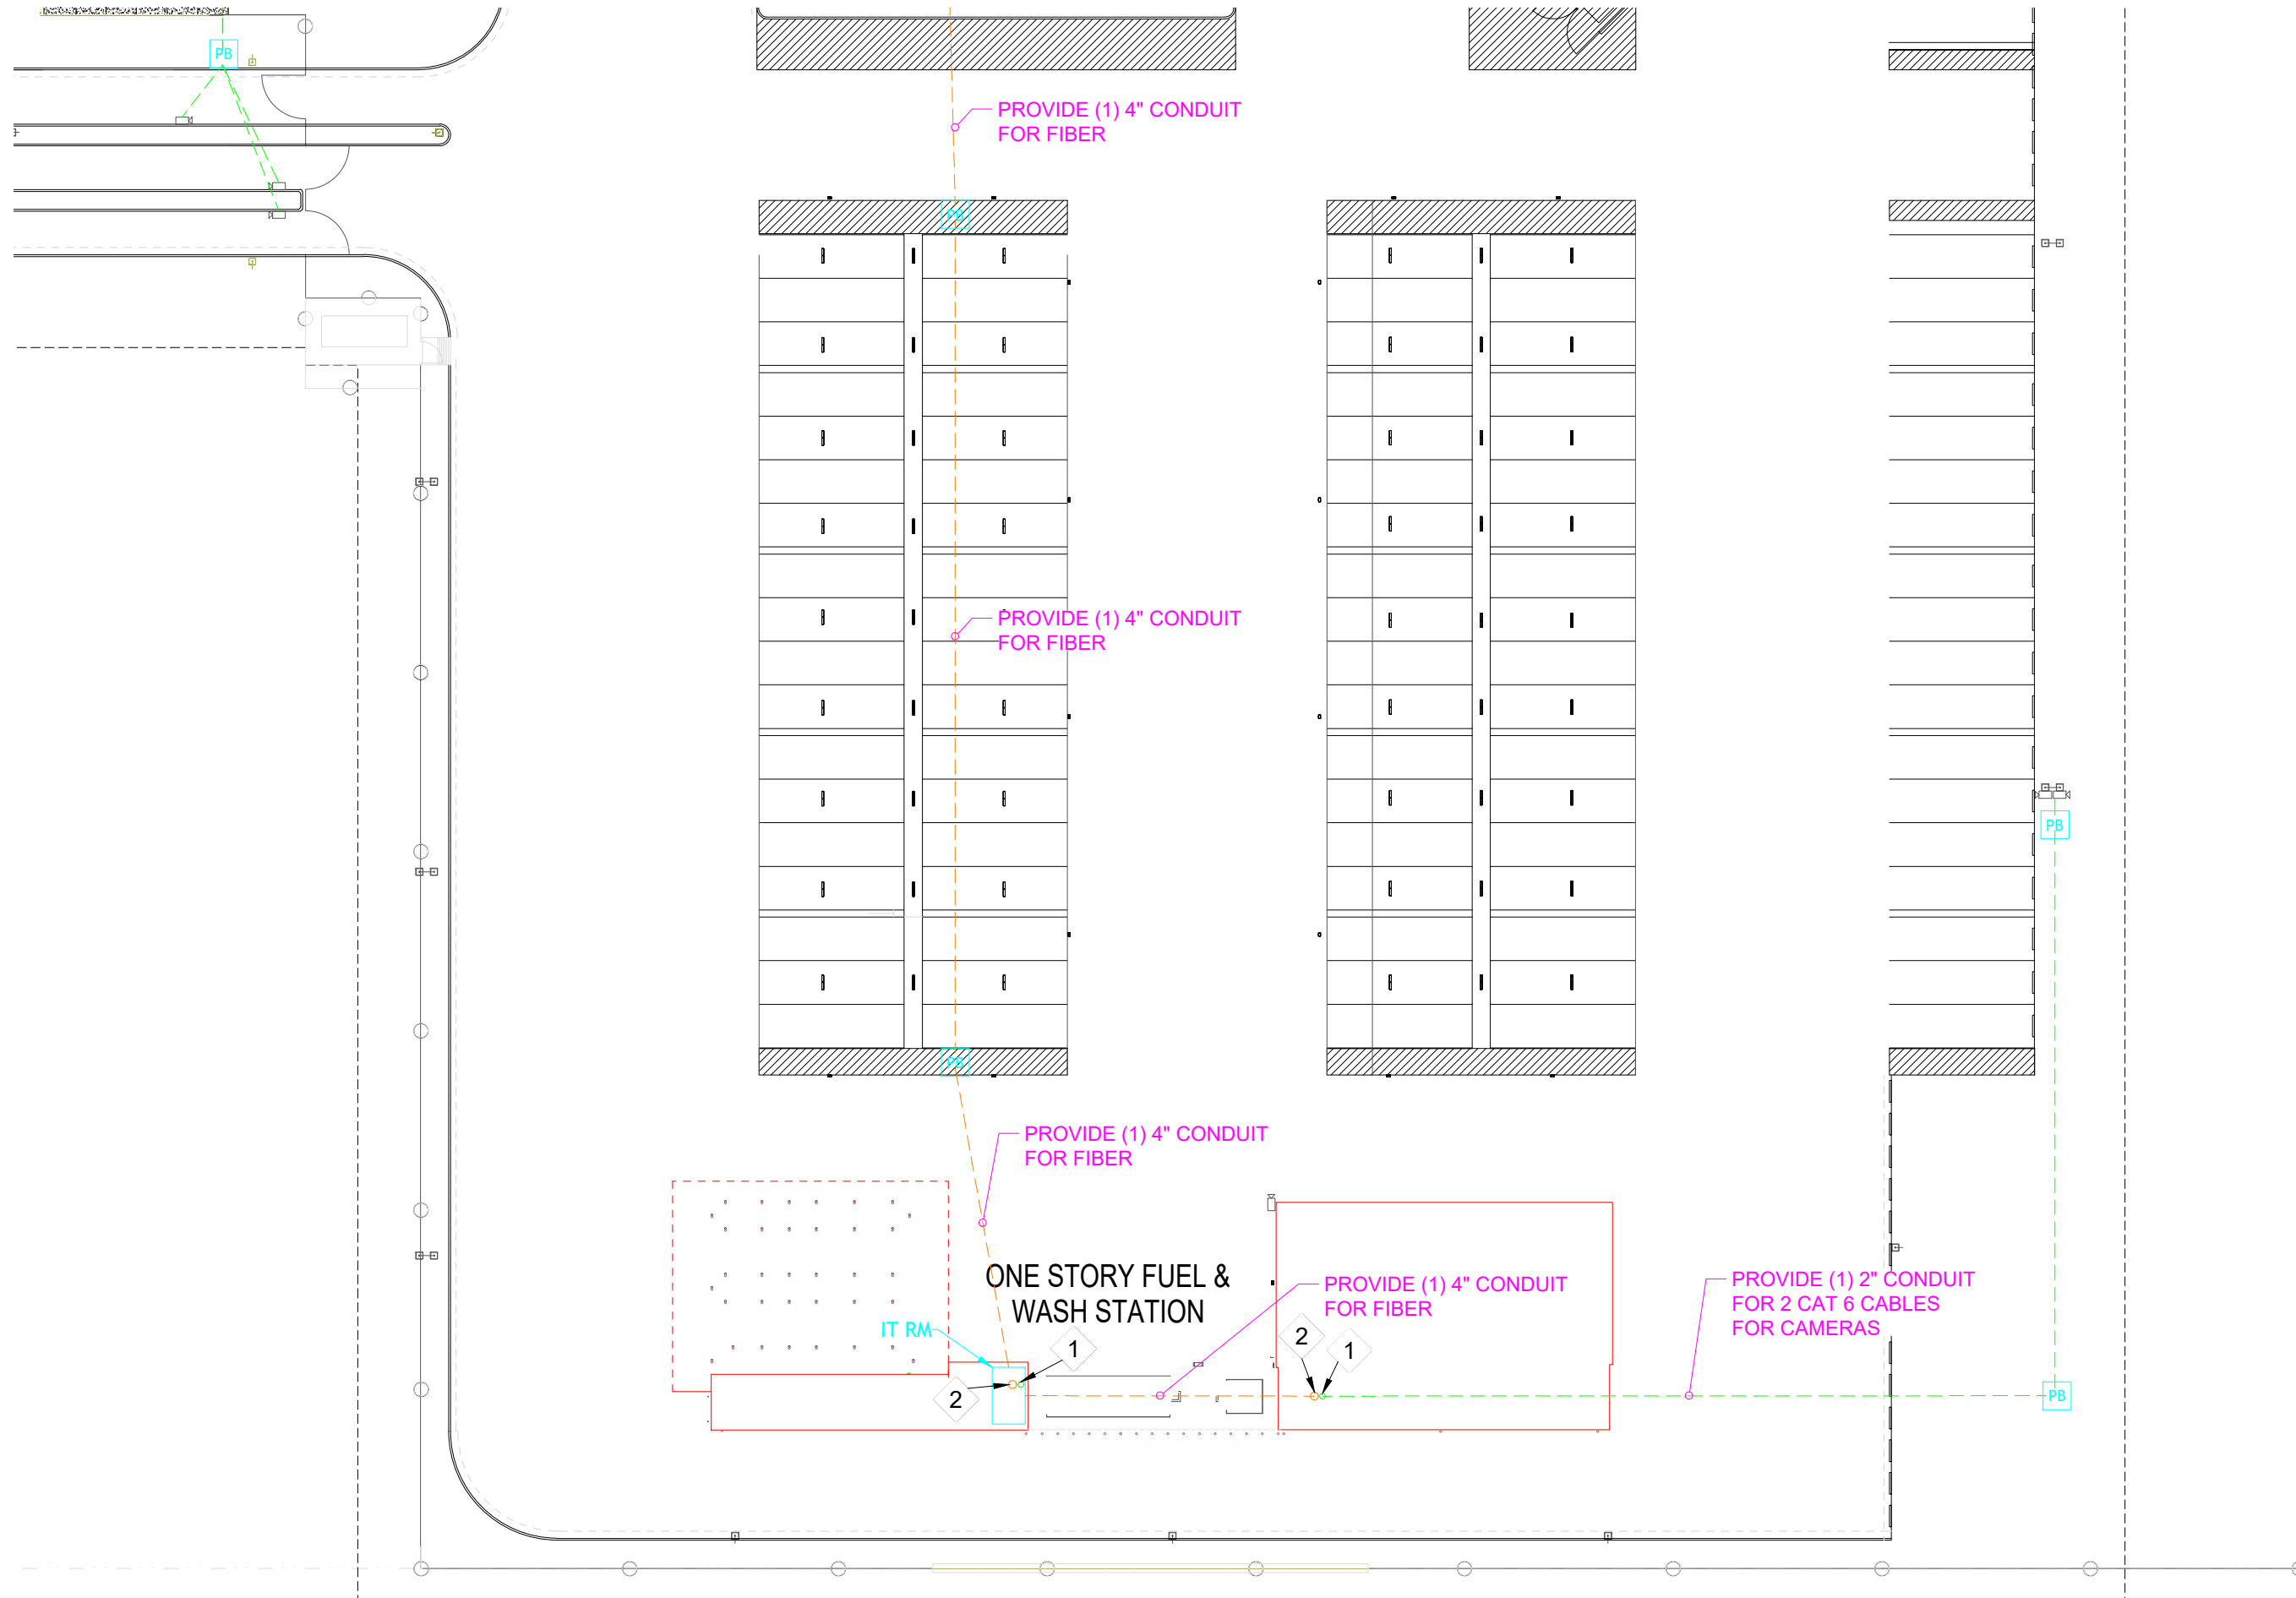 PB
PROVIDE (1) 4" CONDUIT
FOR FIBER
PB
PROVIDE (1) 4" CONDUIT
FOR FIBER
PB
PB
PROVIDE (1) 4" CONDUIT
FOR FIBER
ONE STORY FUEL &
WASH STATION
PROVIDE (1) 4" CONDUIT
FOR FIBER
PROVIDE (1) 2" CONDUIT
FOR 2 CAT 6 CABLES
FOR CAMERAS
IT RM
1
2
2
1
PB